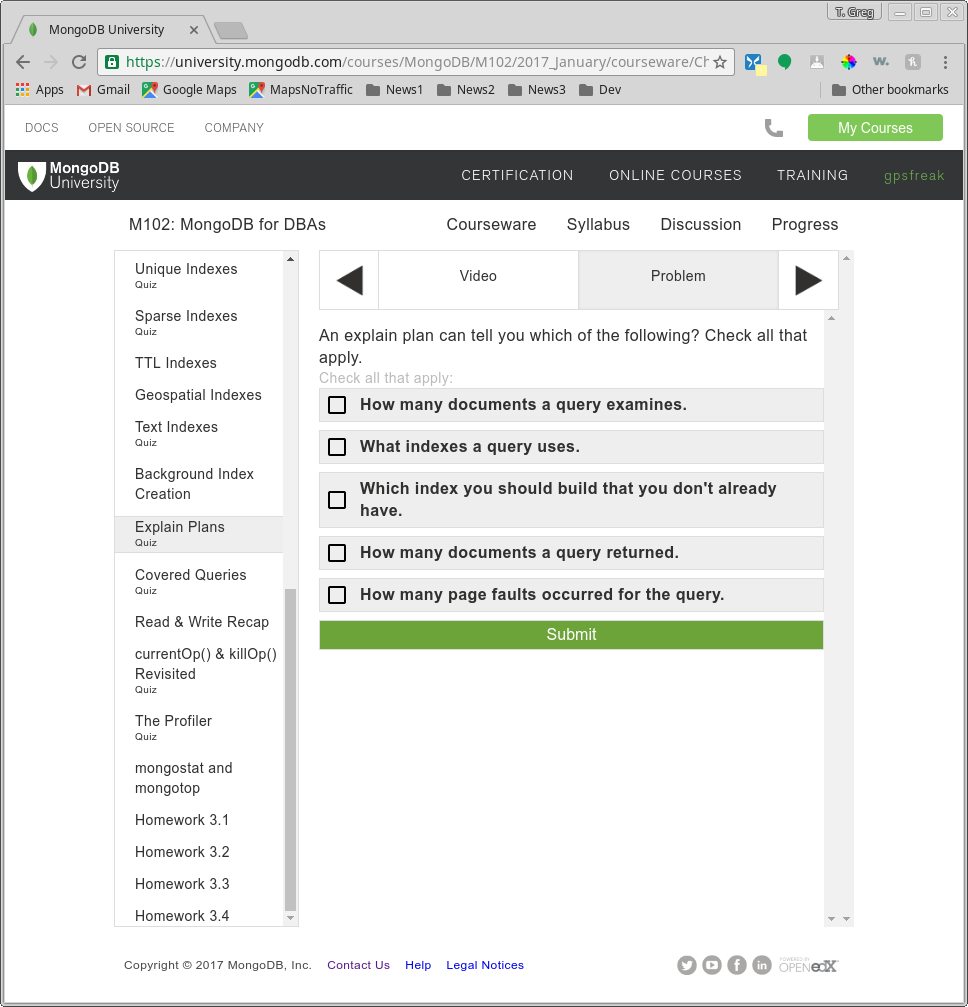 T. Greg
MongoDB University
https://university.mongodb.com/courses/MongoDB/M102/2017_January/courseware/Ch
Apps Gmail Google Maps MapsNoTraffic News1 News2 News3 Dev Other bookmarks
DOCS OPEN SOURCE COMPANY My Courses
MongoDB
University
CERTIFICATION ONLINE COURSES TRAINING gpsfreak
M102: MongoDB for DBAs Courseware Syllabus Discussion Progress
Unique Indexes
Quiz
Sparse Indexes
Quiz
TTL Indexes
Geospatial Indexes
Text Indexes
Quiz
Background Index
Creation
Explain Plans
Quiz
Covered Queries
Quiz
Read & Write Recap
currentOp() & killOp()
Revisited
Quiz
The Profiler
Quiz
mongostat and
mongotop
Homework 3.1
Homework 3.2
Homework 3.3
Homework 3.4
Video Problem
An explain plan can tell you which of the following? Check all that
apply.
Check all that apply:
How many documents a query examines.
What indexes a query uses.
Which index you should build that you don't already
have.
How many documents a query returned.
How many page faults occurred for the query.
Submit
Copyright © 2017 MongoDB, Inc. Contact Us Help Legal Notices
POWERED BY
OPEN edX